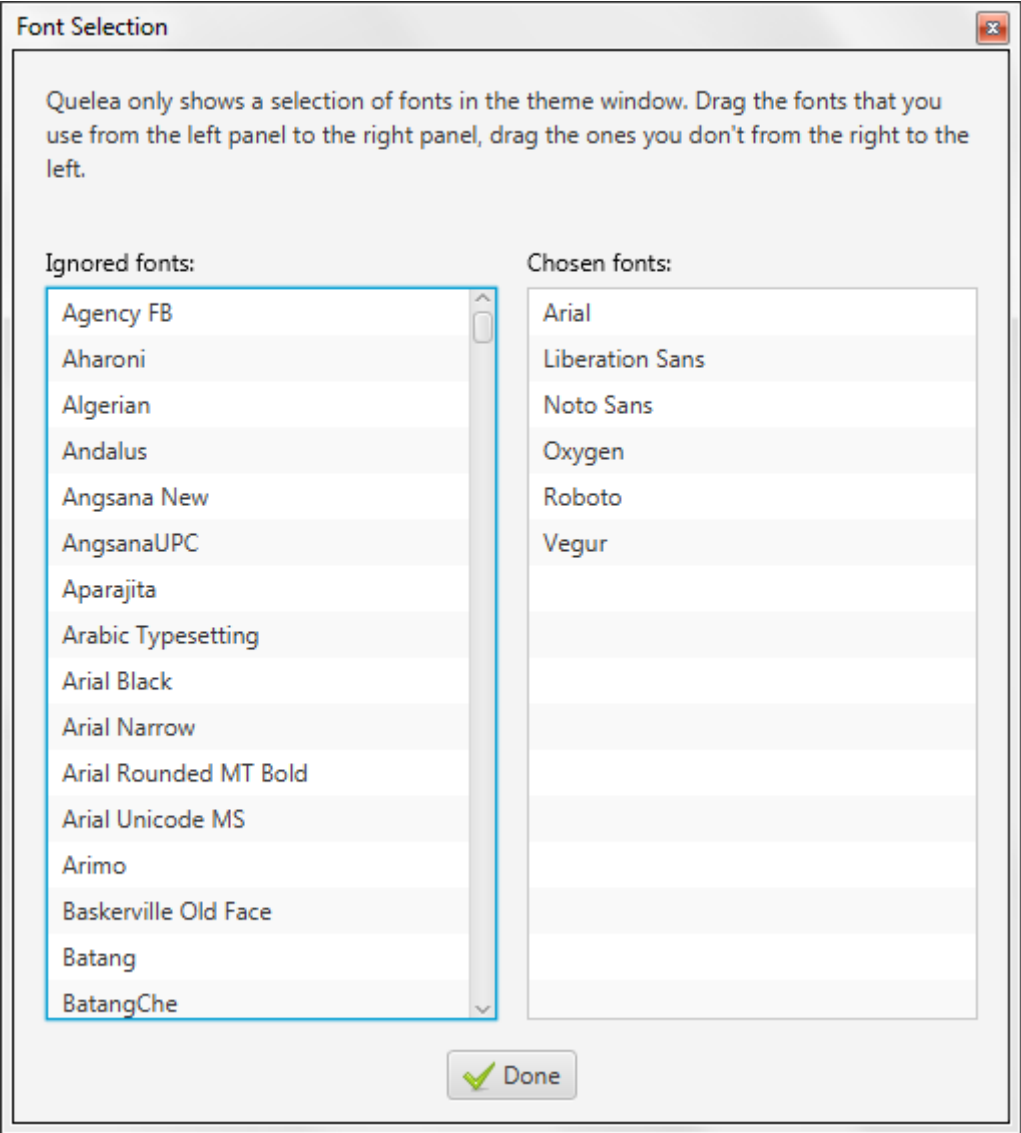 Font Selection
Quelea only shows a selection of fonts in the theme window. Drag the fonts that you
use from the left panel to the right panel, drag the ones you don't from the right to the
left.
Ignored fonts:
Agency FB
Aharoni
Algerian
Andalus
Angsana New
AngsanaUPC
Aparajita
Arabic Typesetting
Arial Black
Arial Narrow
Arial Rounded MT Bold
Arial Unicode MS
Arimo
Baskerville Old Face
Batang
BatangChe
Chosen fonts:
Arial
Liberation Sans
Noto Sans
Oxygen
Roboto
Vegur
Done